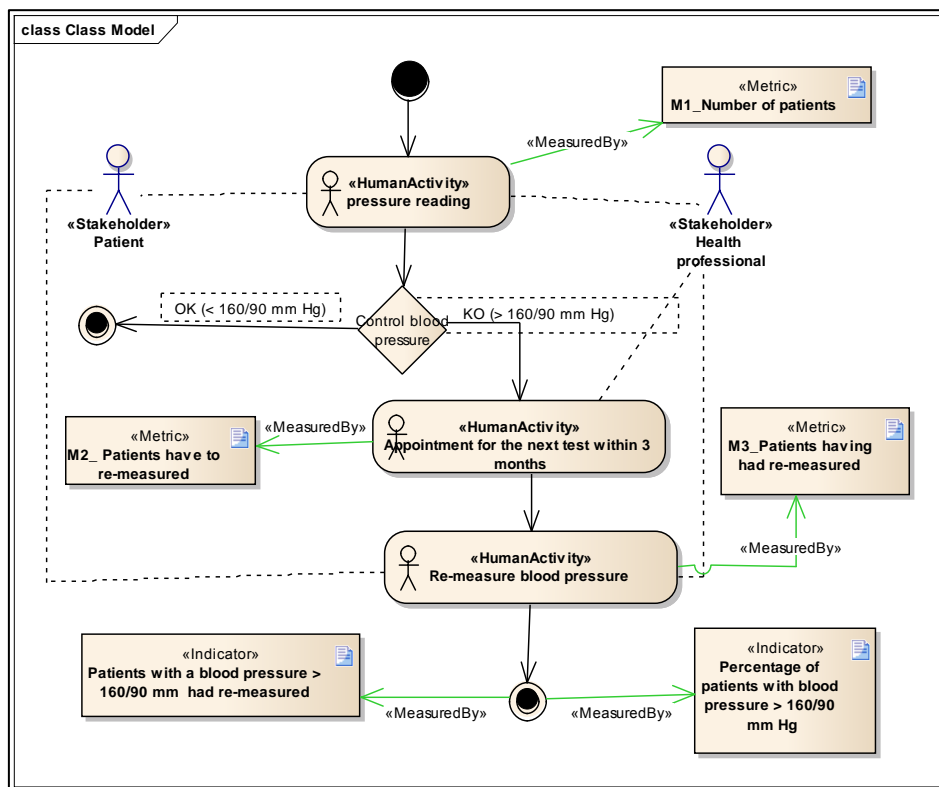 class Class Model
«Metric»
M1_Number of patients
«MeasuredBy»
«HumanActivity»
pressure reading
«Stakeholder»
Patient
«Stakeholder»
Health
professional
OK (< 160/90 mm Hg)
Control blood
pressure
KO (> 160/90 mm Hg)
«Metric»
M2_ Patients have to
re-measured
«MeasuredBy»
«HumanActivity»
Appointment for the next test within 3
months
«Metric»
M3_Patients having
had re-measured
«MeasuredBy»
«HumanActivity»
Re-measure blood pressure
«Indicator»
Patients with a blood pressure >
160/90 mm  had re-measured
«MeasuredBy»
«MeasuredBy»
«Indicator»
Percentage of
patients with blood
pressure > 160/90
mm Hg